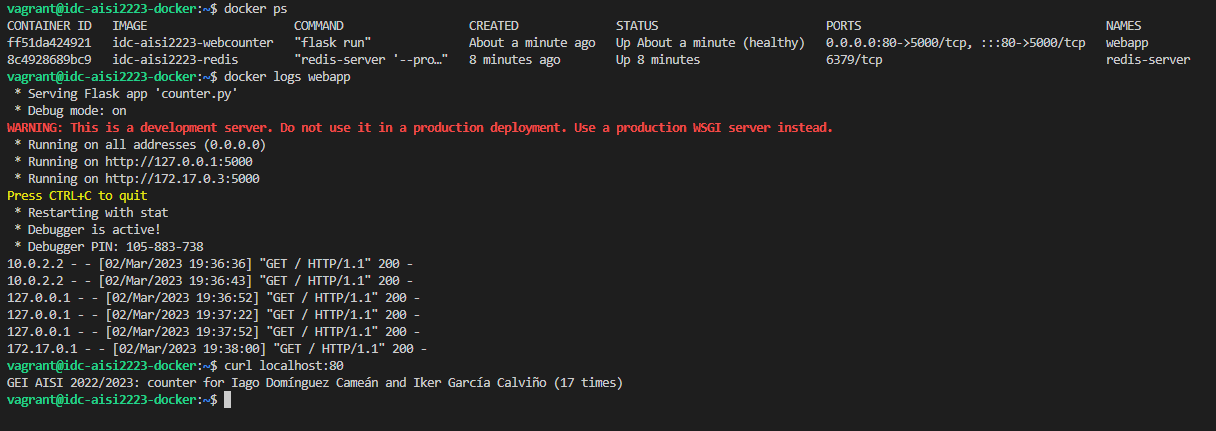 vagrant@idc-aisi2223-docker:~$ docker ps
CONTAINER ID   IMAGE                    COMMAND                  CREATED              STATUS                        PORTS                                   NAMES
ff51da424921   idc-aisi2223-webcounter   "flask run"              About a minute ago   Up About a minute (healthy)   0.0.0.0:80->5000/tcp, :::80->5000/tcp   webapp
8c4928689bc9   idc-aisi2223-redis        "redis-server '--pro…"   8 minutes ago        Up 8 minutes                  6379/tcp                                redis-server
vagrant@idc-aisi2223-docker:~$ docker logs webapp
 * Serving Flask app 'counter.py'
 * Debug mode: on
WARNING: This is a development server. Do not use it in a production deployment. Use a production WSGI server instead.
 * Running on all addresses (0.0.0.0)
 * Running on http://127.0.0.1:5000
 * Running on http://172.17.0.3:5000
Press CTRL+C to quit
 * Restarting with stat
 * Debugger is active!
 * Debugger PIN: 105-883-738
10.0.2.2 - - [02/Mar/2023 19:36:36] "GET / HTTP/1.1" 200 -
10.0.2.2 - - [02/Mar/2023 19:36:43] "GET / HTTP/1.1" 200 -
127.0.0.1 - - [02/Mar/2023 19:36:52] "GET / HTTP/1.1" 200 -
127.0.0.1 - - [02/Mar/2023 19:37:22] "GET / HTTP/1.1" 200 -
127.0.0.1 - - [02/Mar/2023 19:37:52] "GET / HTTP/1.1" 200 -
172.17.0.1 - - [02/Mar/2023 19:38:00] "GET / HTTP/1.1" 200 -
vagrant@idc-aisi2223-docker:~$ curl localhost:80
GEI AISI 2022/2023: counter for Iago Domínguez Cameán and Iker García Calviño (17 times)
vagrant@idc-aisi2223-docker:~$